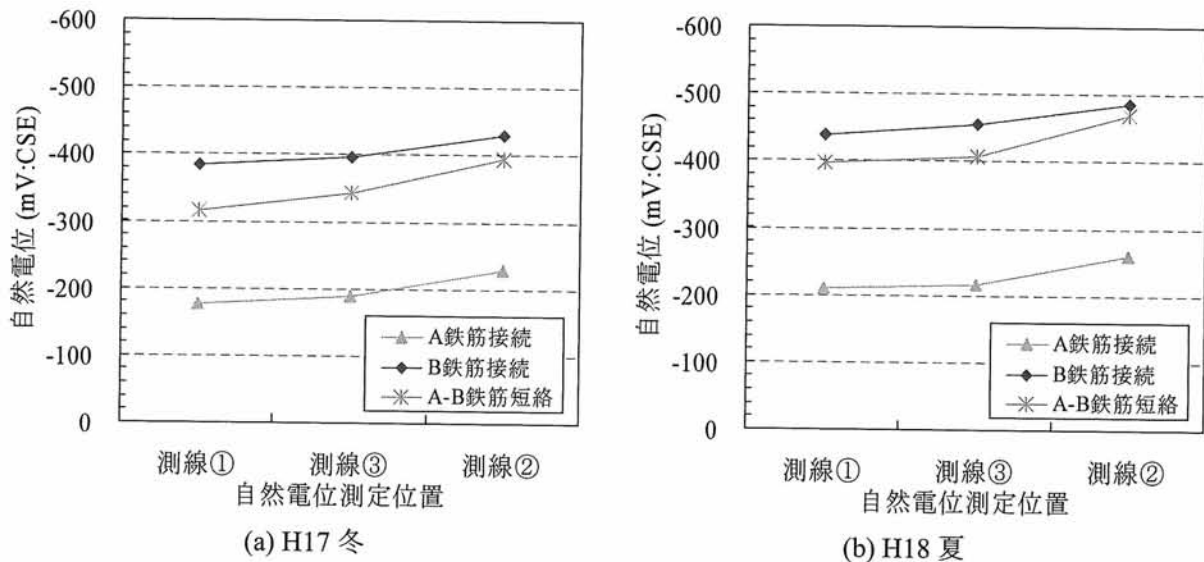 -600
-500
-400
-300
-200
-100
0
自然電位 (mV:CSE)
A鉄筋接続
B鉄筋接続
A-B鉄筋短絡
測線① 測線③ 測線②
自然電位測定位置
(a) H17 冬
-600
-500
-400
-300
-200
-100
0
自然電位 (mV:CSE)
A鉄筋接続
B鉄筋接続
A-B鉄筋短絡
測線① 測線③ 測線②
自然電位測定位置
(b) H18 夏